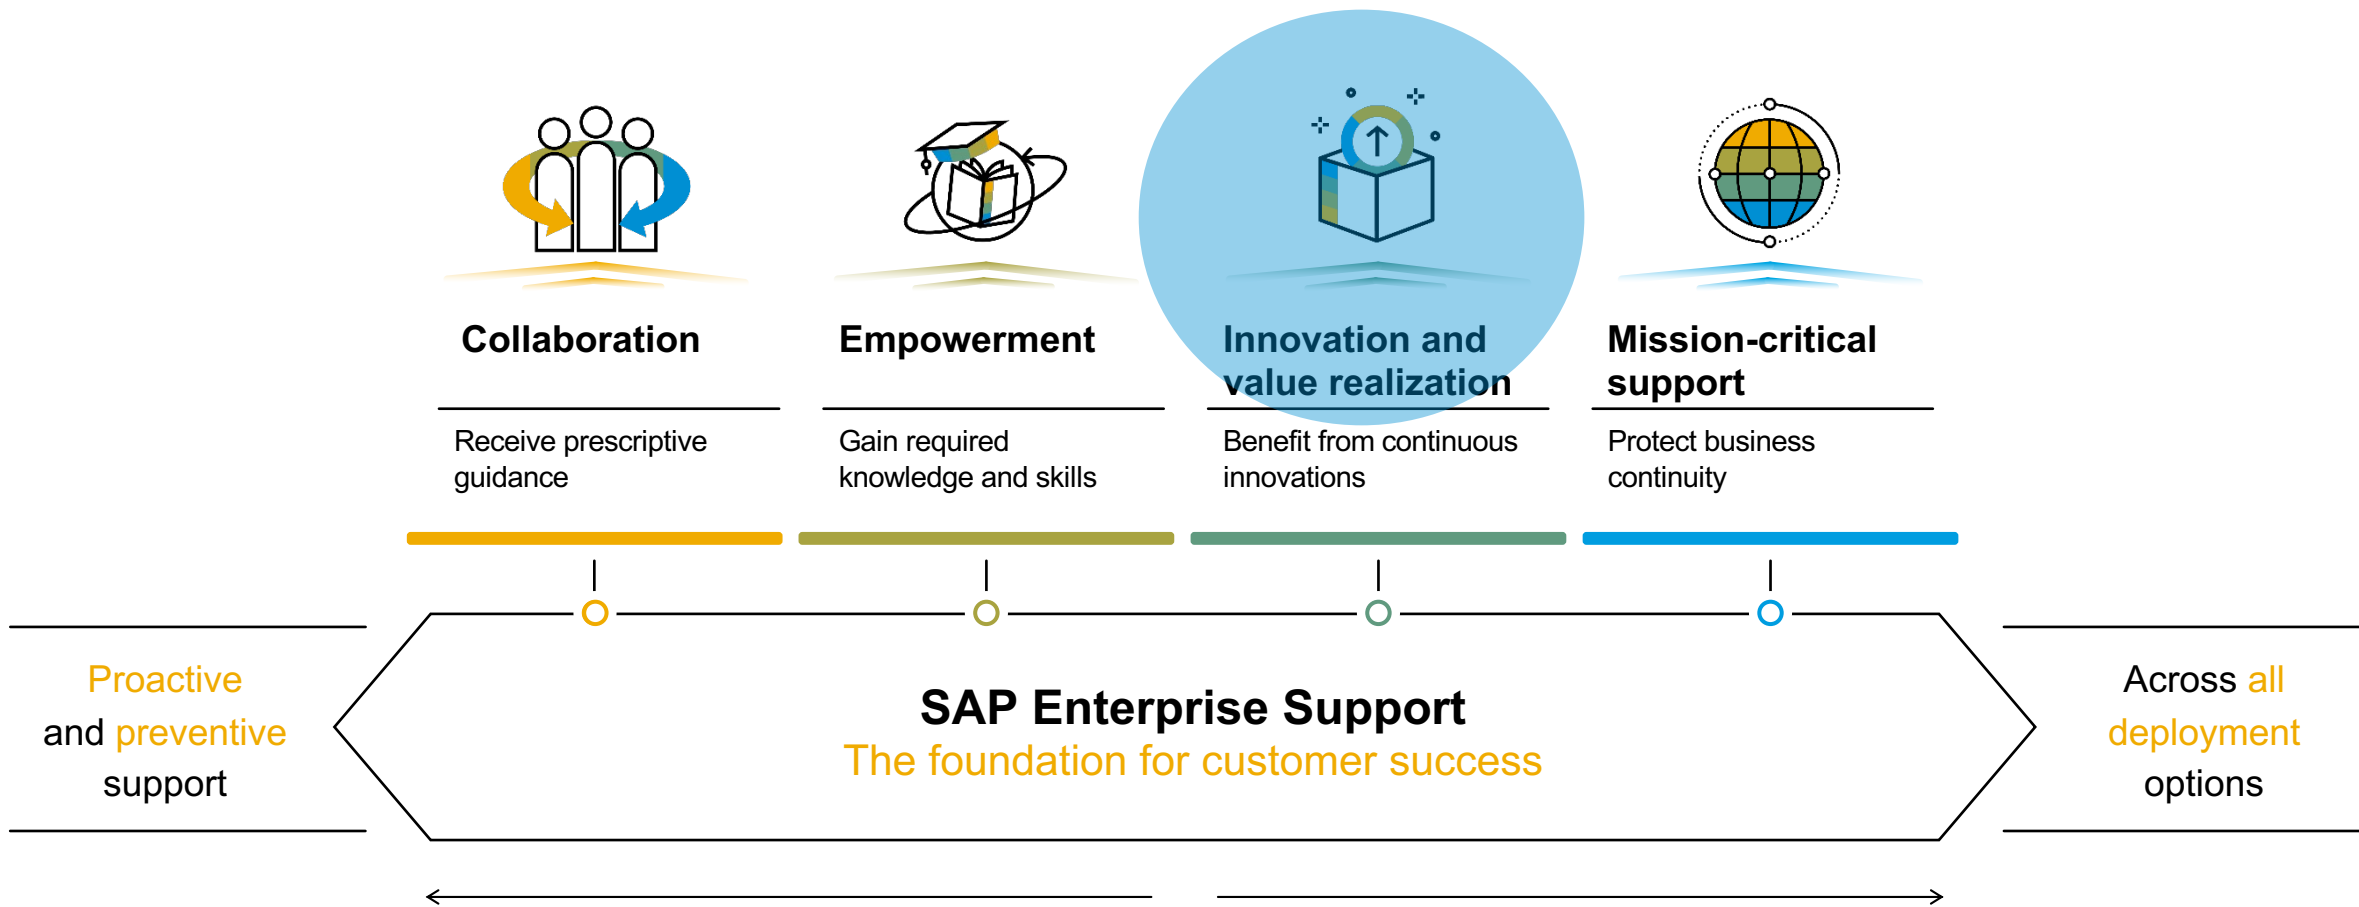 Collaboration
Receive prescriptive
guidance
Empowerment
Gain required
knowledge and skills
Innovation and
value realization
Benefit from continuous
innovations
Mission-critical
support
Protect business
continuity
Proactive
and preventive
support
SAP Enterprise Support
The foundation for customer success
Across all
deployment
options